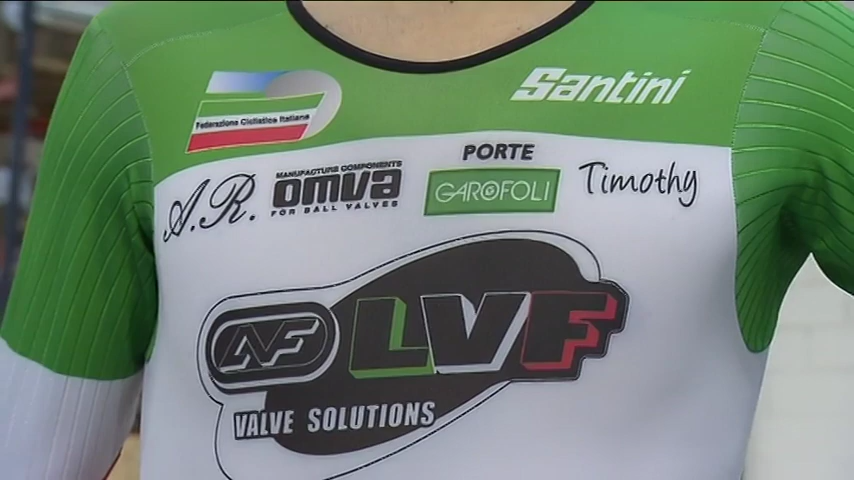 Santini
Federazione Ciclistica Italiana
A.R.
MANUFACTURE COMPONENTS
omva
FOR BALL VALVES
PORTE
GAROFOLI
Timothy
LVF
VALVE SOLUTIONS